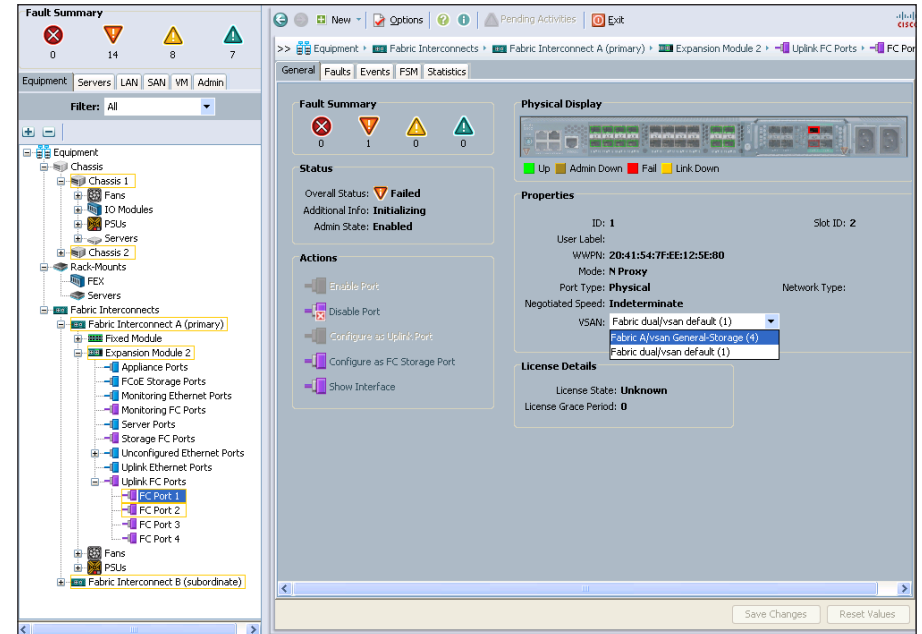 Fault Summary
0 14 8 7
Equipment Servers LAN SAN VM Admin
Filter: All
Equipment
Chassis
Chassis 1
Fans
IO Modules
PSUs
Servers
Chassis 2
Rack-Mounts
FEX
Servers
Fabric Interconnects
Fabric Interconnect A (primary)
Fixed Module
Expansion Module 2
Appliance Ports
FCoE Storage Ports
Monitoring Ethernet Ports
Monitoring FC Ports
Server Ports
Storage FC Ports
Unconfigured Ethernet Ports
Uplink Ethernet Ports
Uplink FC Ports
FC Port 1
FC Port 2
FC Port 3
FC Port 4
Fans
PSUs
Fabric Interconnect B (subordinate)
New Options Pending Activities Exit
>> Equipment Fabric Interconnects Fabric Interconnect A (primary) Expansion Module 2 Uplink FC Ports FC Por
General Faults Events FSM Statistics
Fault Summary
0 1 0 0
Status
Overall Status: Failed
Additional Info: Initializing
Admin State: Enabled
Actions
Enable Port
Disable Port
Configure as Uplink Port
Configure as FC Storage Port
Show Interface
Physical Display
Up Admin Down Fail Link Down
Properties
ID: 1 Slot ID: 2
User Label:
WWPN: 20:41:54:7F:EE:12:5E:80
Mode: N Proxy
Port Type: Physical Network Type:
Negotiated Speed: Indeterminate
VSAN: Fabric dual/vsan default (1)
Fabric A/vsan General-Storage (4)
Fabric dual/vsan default (1)
License Details
License State: Unknown
License Grace Period: 0
Save Changes Reset Values